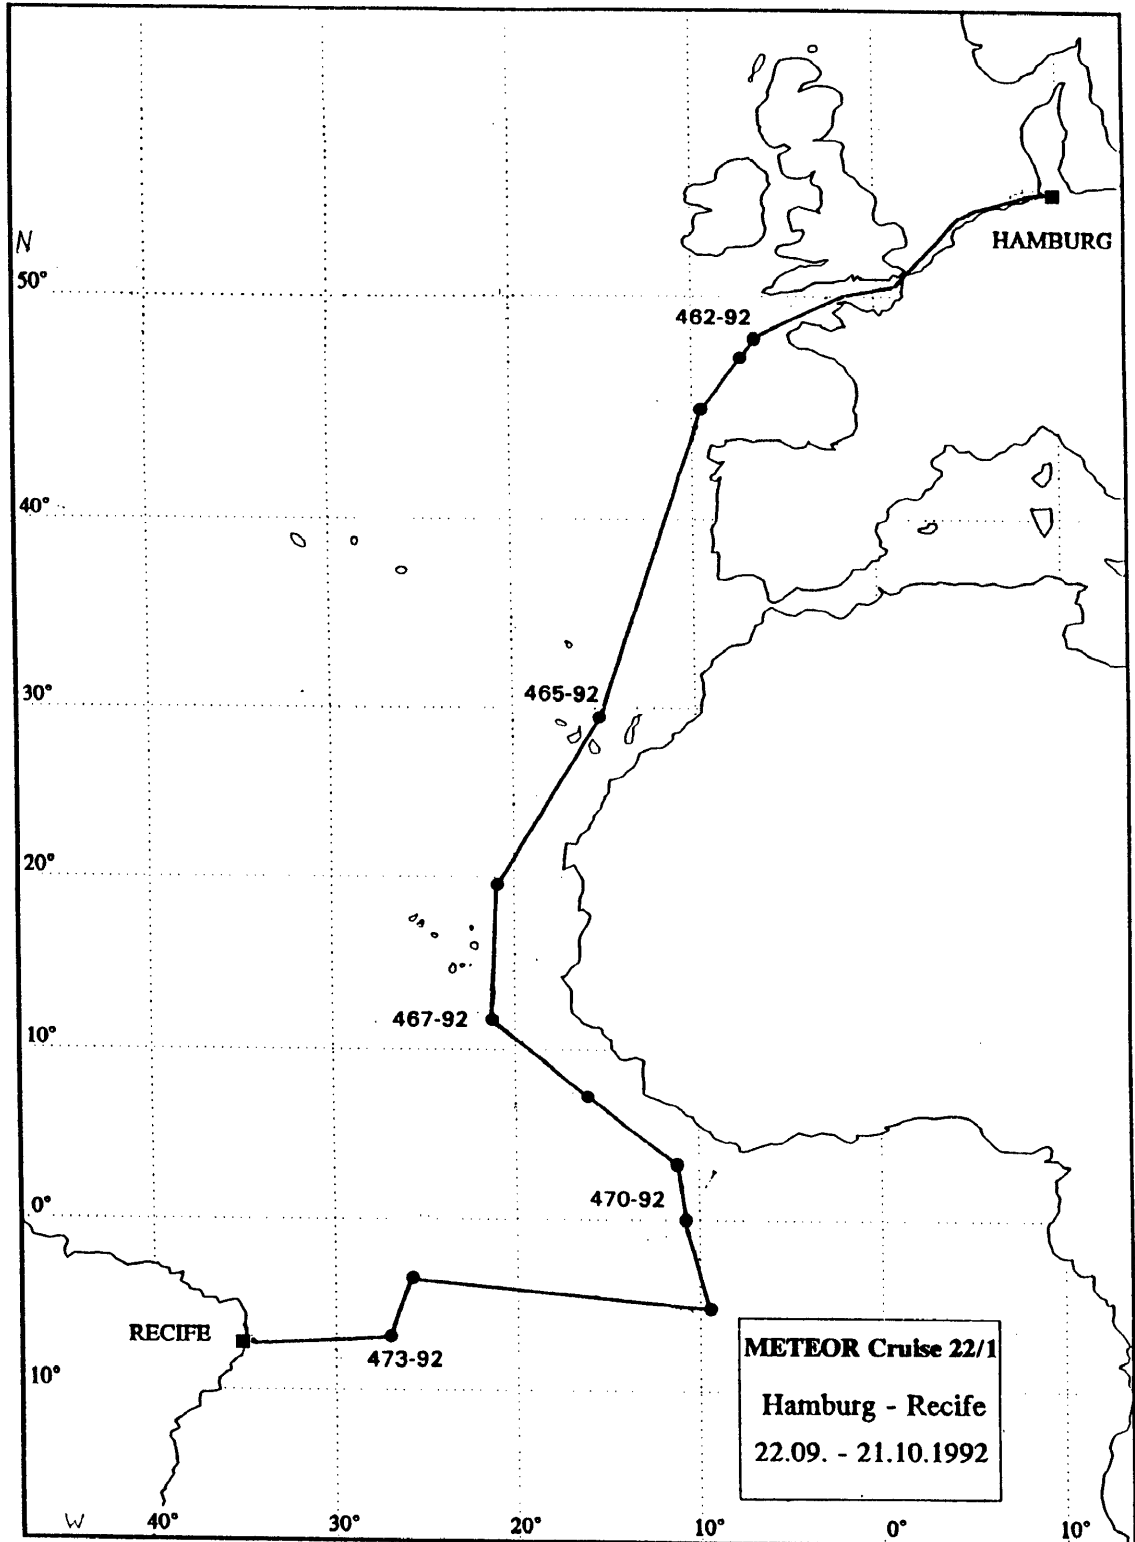 HAMBURG
N
50°
462-92
40°
465-92
30°
20°
467-92
10°
470-92
0°
RECIFE
473-92
10°
METEOR Cruise 22/1
Hamburg - Recife
22.09. - 21.10.1992
W 40° 30° 20° 10° 0° 10°